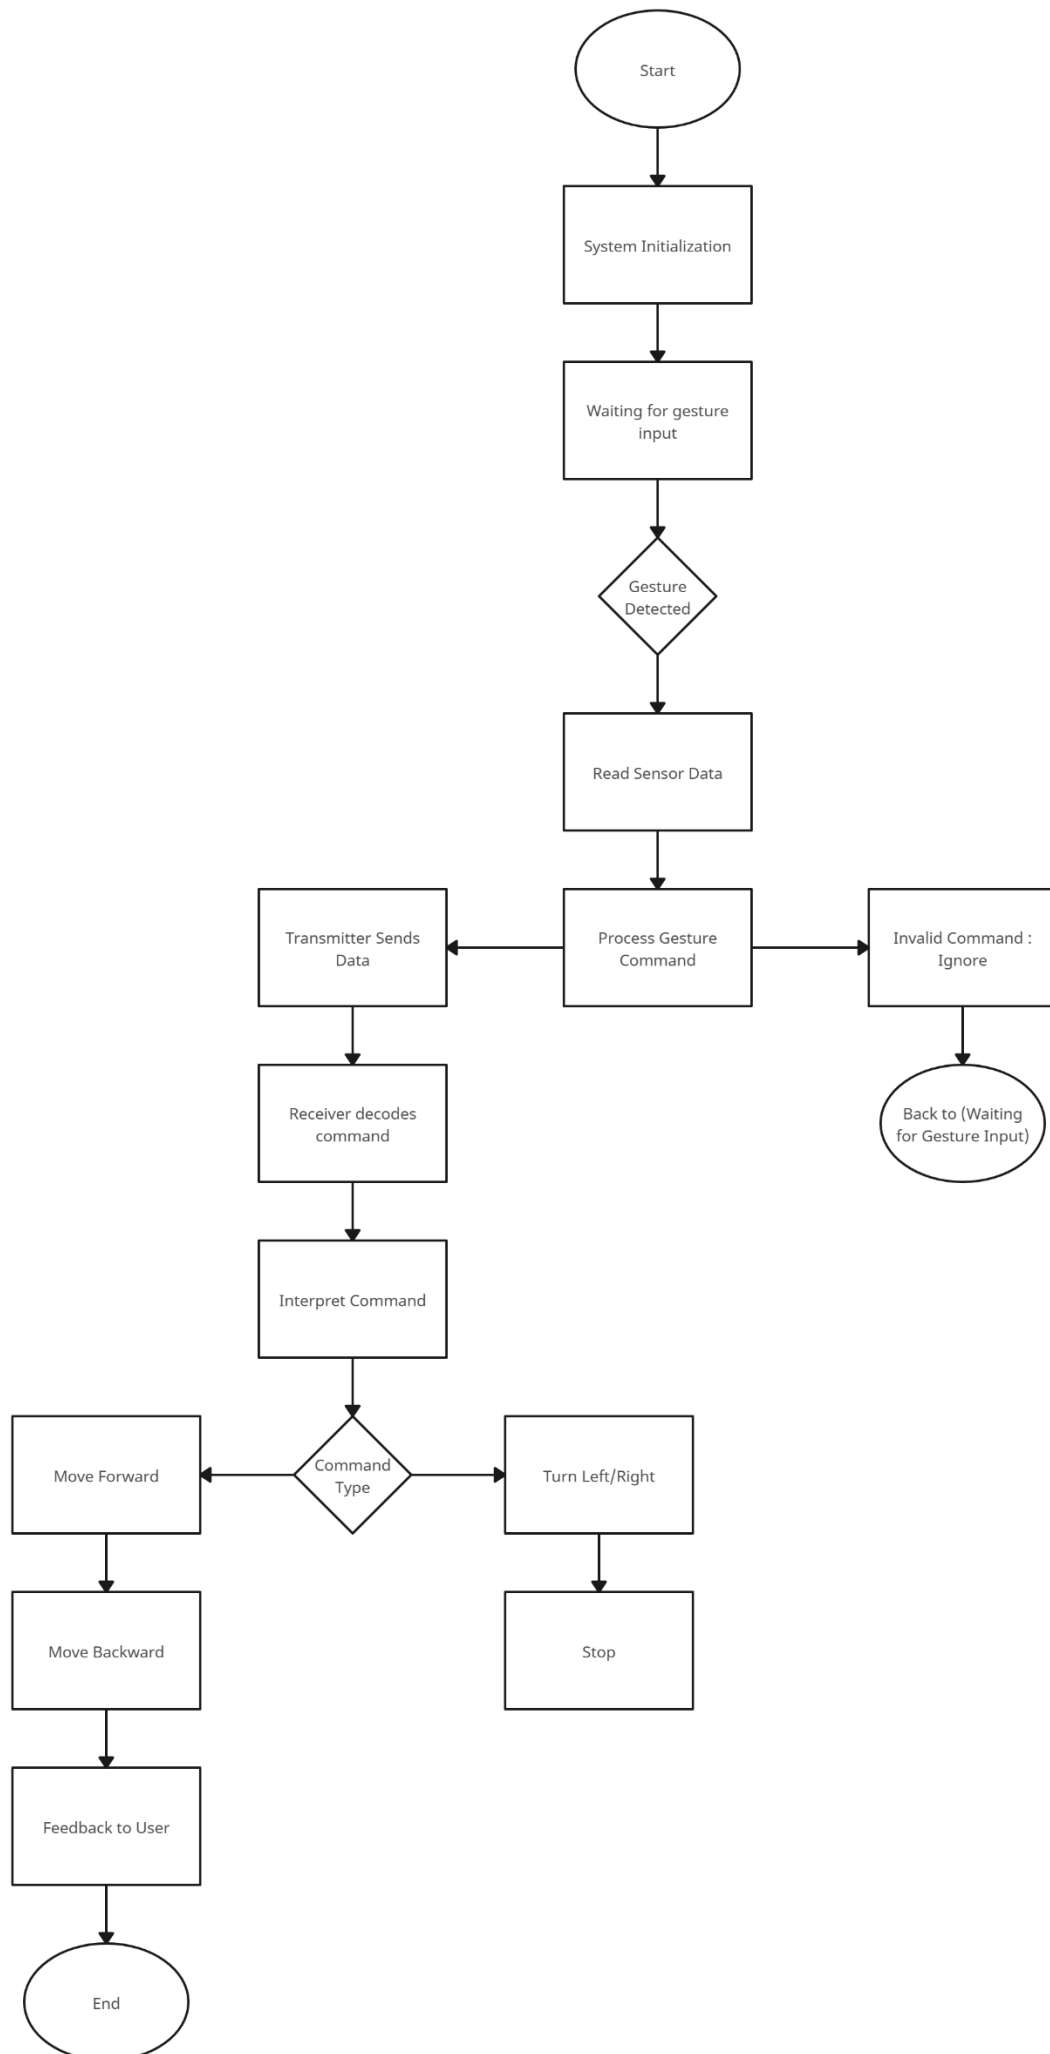 Start
System Initialization
Waiting for gesture
input
Gesture
Detected
Read Sensor Data
Transmitter Sends
Data
Process Gesture
Command
Invalid Command :
Ignore
Receiver decodes
command
Back to (Waiting
for Gesture Input)
Interpret Command
Move Forward
Command
Type
Turn Left/Right
Move Backward
Stop
Feedback to User
End